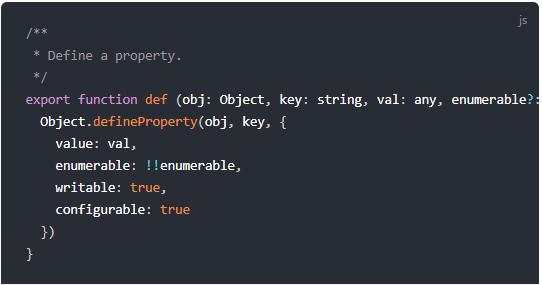 js
/**
 * Define a property.
 */
export function def (obj: Object, key: string, val: any, enumerable?:
  Object.defineProperty(obj, key, {
    value: val,
    enumerable: !!enumerable,
    writable: true,
    configurable: true
  })
}